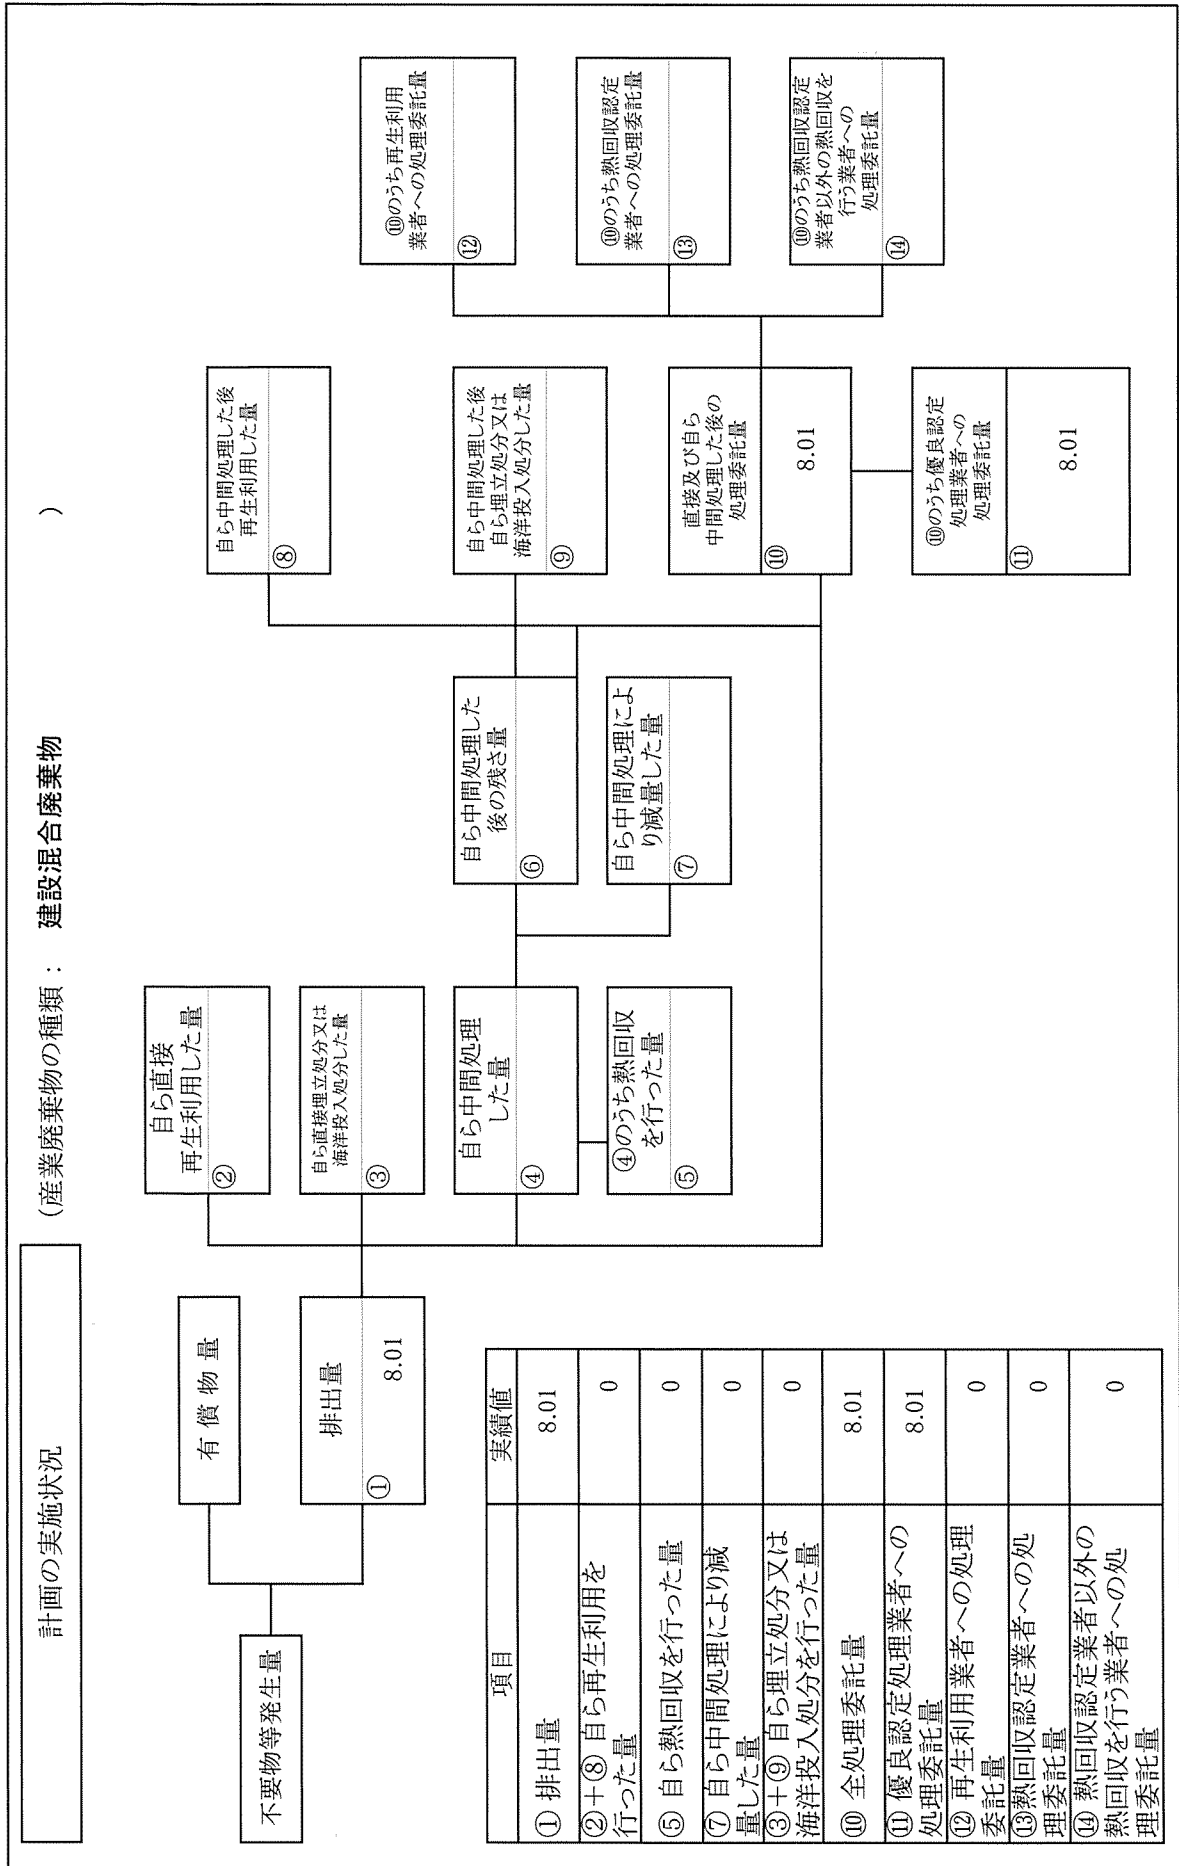 計画の実施状況
(産業廃棄物の種類： 建設混合廃棄物 )
不要物等発生量
有 償 物 量
排出量
① 8.01
自ら直接
再生利用した量
②
自ら直接埋立処分又は
海洋投入処分した量
③
自ら中間処理
した量
④
④のうち熱回収
を行った量
⑤
自ら中間処理した
後の残さ量
⑥
自ら中間処理によ
り減量した量
⑦
自ら中間処理した後
再生利用した量
⑧
自ら中間処理した後
自ら埋立処分又は
海洋投入処分した量
⑨
直接及び自ら
中間処理した後の
処理委託量
⑩ 8.01
⑩のうち優良認定
処理業者への
処理委託量
⑪ 8.01
⑩のうち再生利用
業者への処理委託量
⑫
⑩のうち熱回収認定
業者への処理委託量
⑬
⑩のうち熱回収認定
業者以外の熱回収を
行う業者への
処理委託量
⑭
項目 実績値
① 排出量 8.01
②＋⑧ 自ら再生利用を
行った量 0
⑤ 自ら熱回収を行った量 0
⑦ 自ら中間処理により減
量した量 0
③＋⑨ 自ら埋立処分又は
海洋投入処分を行った量 0
⑩ 全処理委託量 8.01
⑪ 優良認定処理業者への
処理委託量 8.01
⑫ 再生利用業者への処理
委託量 0
⑬熱回収認定業者への処
理委託量 0
⑭ 熱回収認定業者以外の
熱回収を行う業者への処
理委託量 0